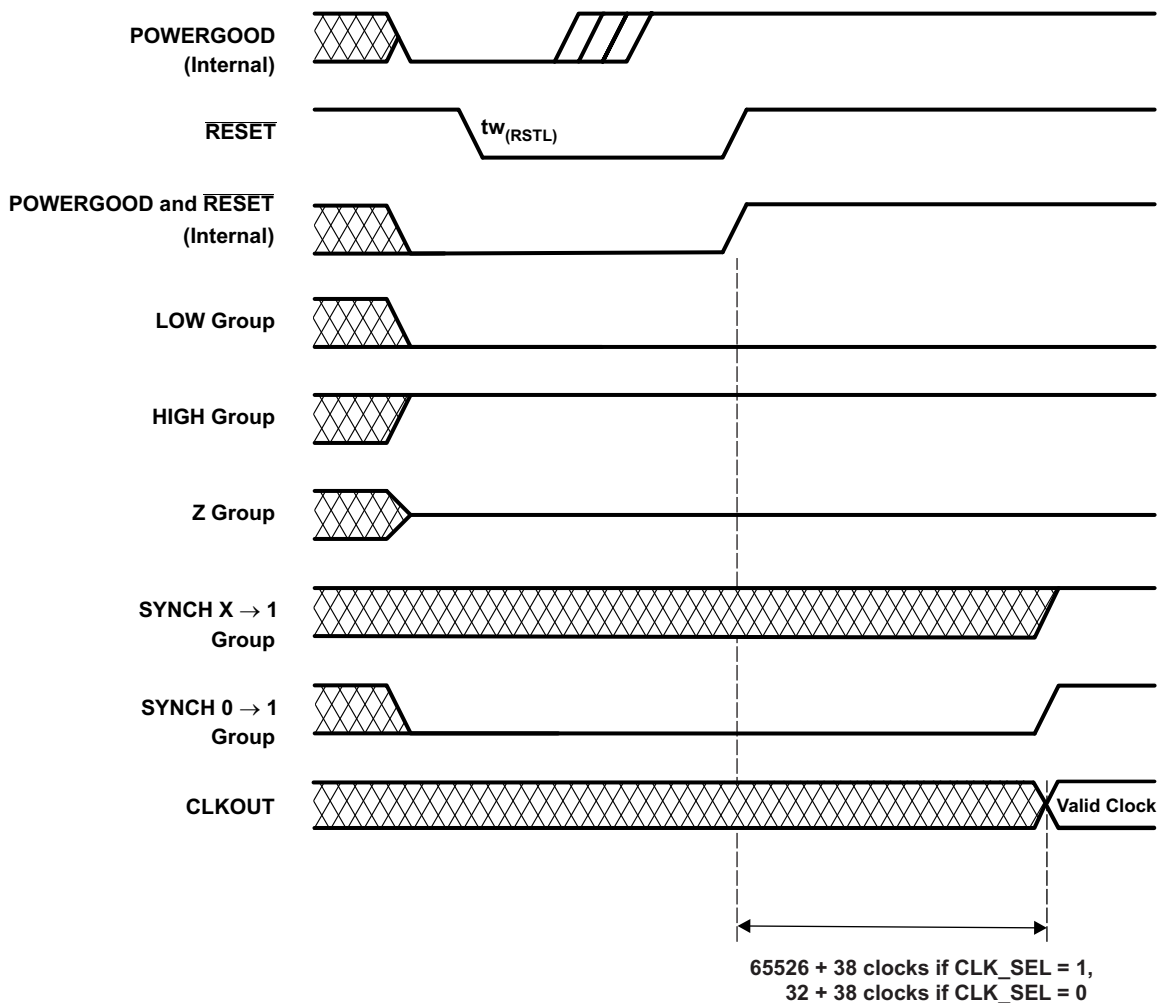 POWERGOOD
(Internal)
RESET
tw(RSTL)
POWERGOOD and RESET
(Internal)
LOW Group
HIGH Group
Z Group
SYNCH X → 1
Group
SYNCH 0 → 1
Group
CLKOUT
Valid Clock
65526 + 38 clocks if CLK_SEL = 1,
32 + 38 clocks if CLK_SEL = 0